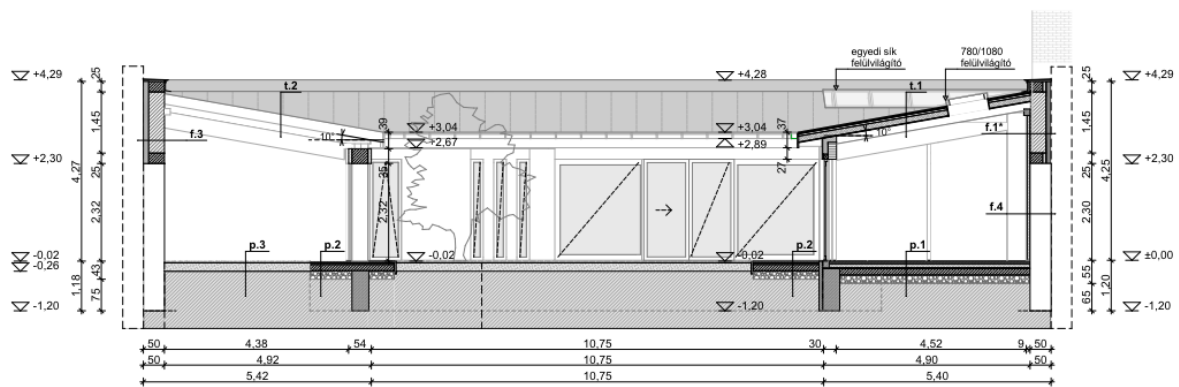 egyedi sík
felülvilágító
780/1080
felülvilágító
+4,29
25
t.2
+4,28
t.1
25
+4,29
1,45
39
+3,04
+3,04
37
1,45
f.3
10°
+2,67
+2,89
10°
f.1*
+2,30
4,27
25
35
27
25
4,25
+2,30
2,32
2,32
f.4
2,30
p.3
p.2
-0,02
-0,02
p.2
p.1
-0,02
-0,26
43
±0,00
1,18
75
55
1,20
65
-1,20
-1,20
-1,20
50 4,38 54 10,75 30 4,52 9 50
50 4,92 10,75 4,90 50
5,42 10,75 5,40